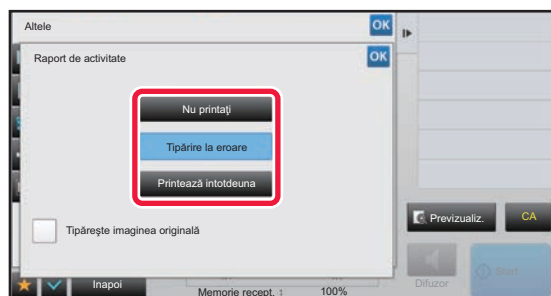 Altele
OK
Raport de activitate
OK
Nu printaţi
Tipărire la eroare
Printează intotdeuna
Tipăreşte imaginea originală
Previzualiz.
CA
Inapoi
Memorie recept.
100%
Difuzor
Start